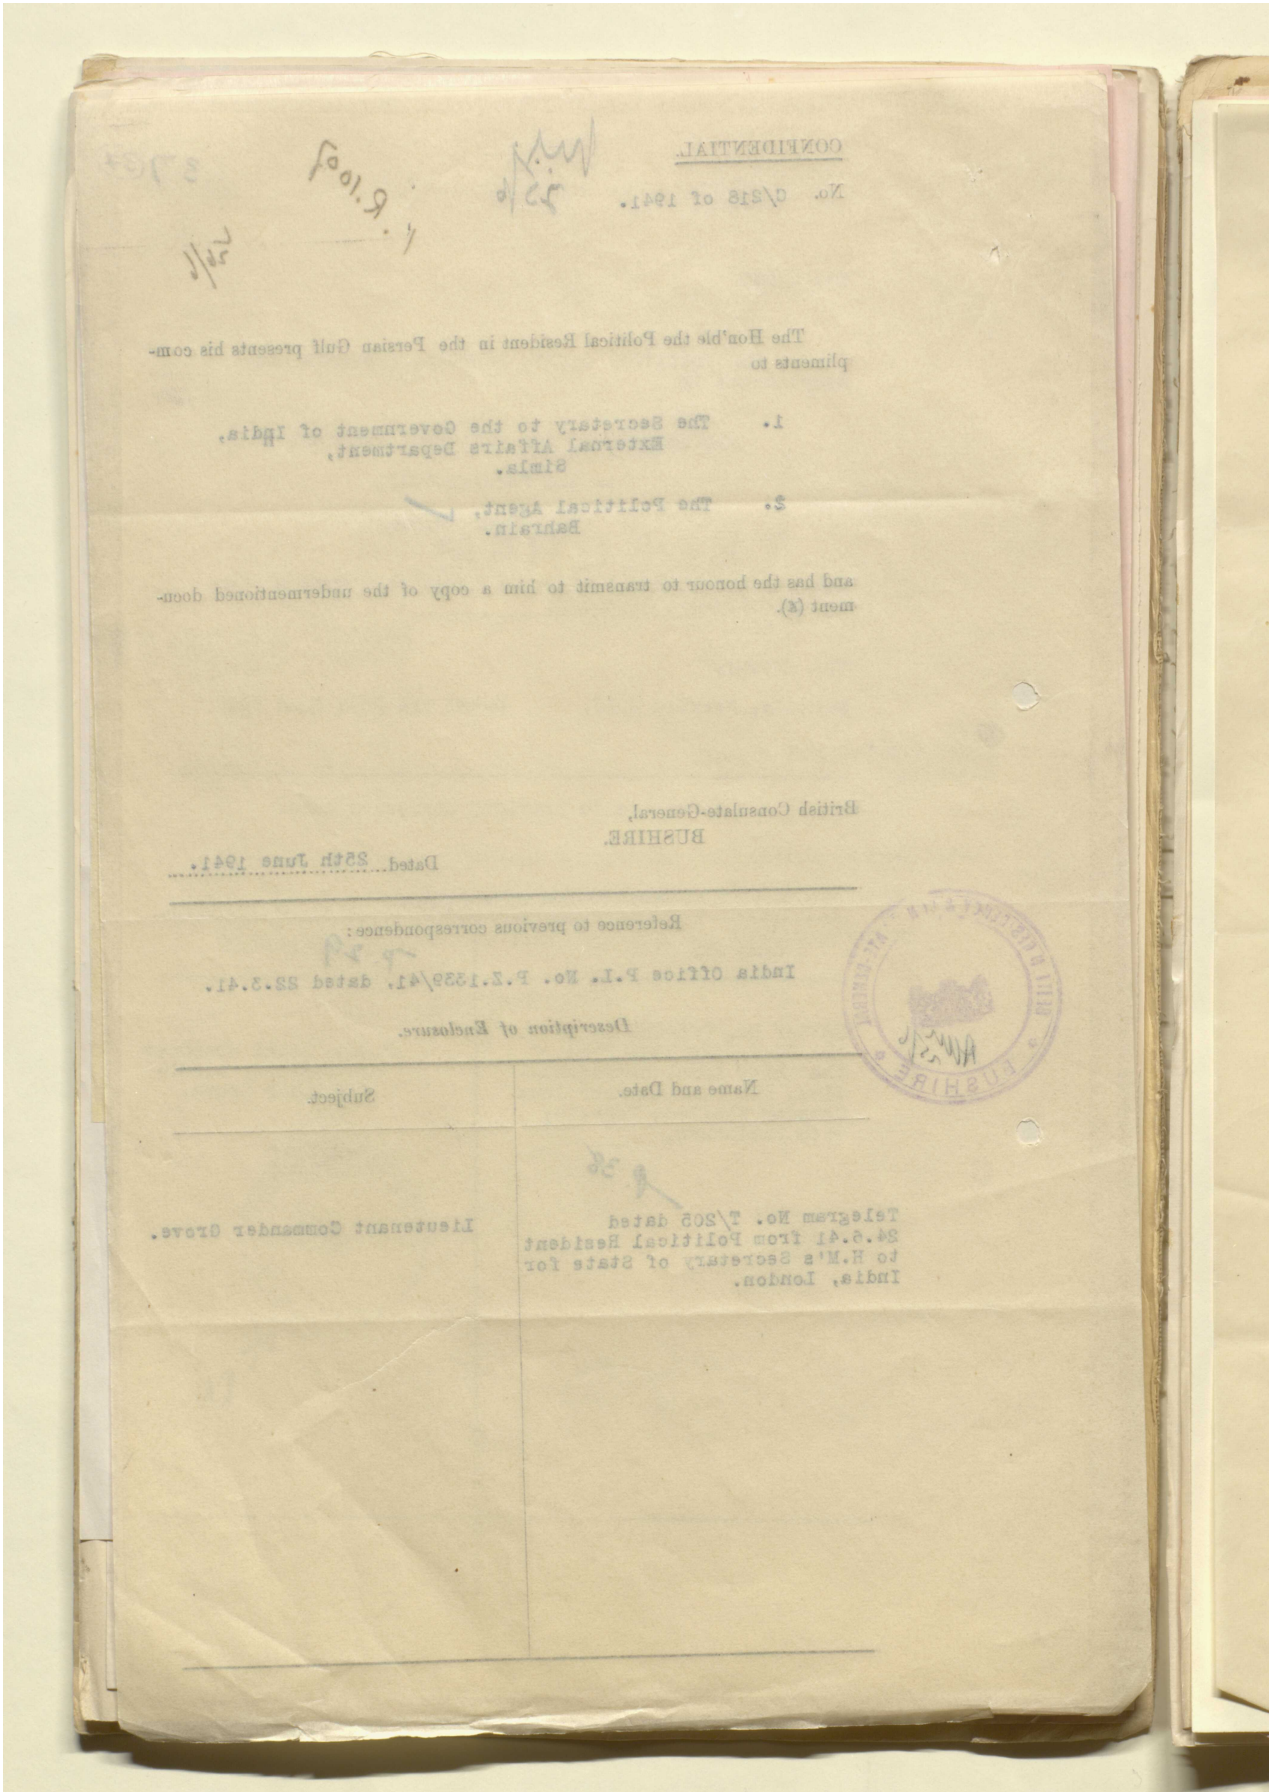 CONFIDENTIAL.
No. C/216 of 1941.
R. 1007
The Hon'ble the Political Resident in the Persian Gulf presents his com-
pliments to
1. The Secretary to the Government of India,
External Affairs Department,
Simla.
2. The Political Agent,
Bahrain.
and has the honour to transmit to him a copy of the undermentioned docu-
ment (s).
British Consulate-General,
BUSHIRE.
Dated 25th June 1941.
Reference to previous correspondence:
p 29
India Office P.L. No. P.Z.1339/41, dated 22.3.41.
Description of Enclosure.
Name and Date.
Subject.
p. 36
Telegram No. T/205 dated
24.6.41 from Political Resident
to H.M's Secretary of State for
India, London.
Lieutenant Commander Grove.
BUSHIRE